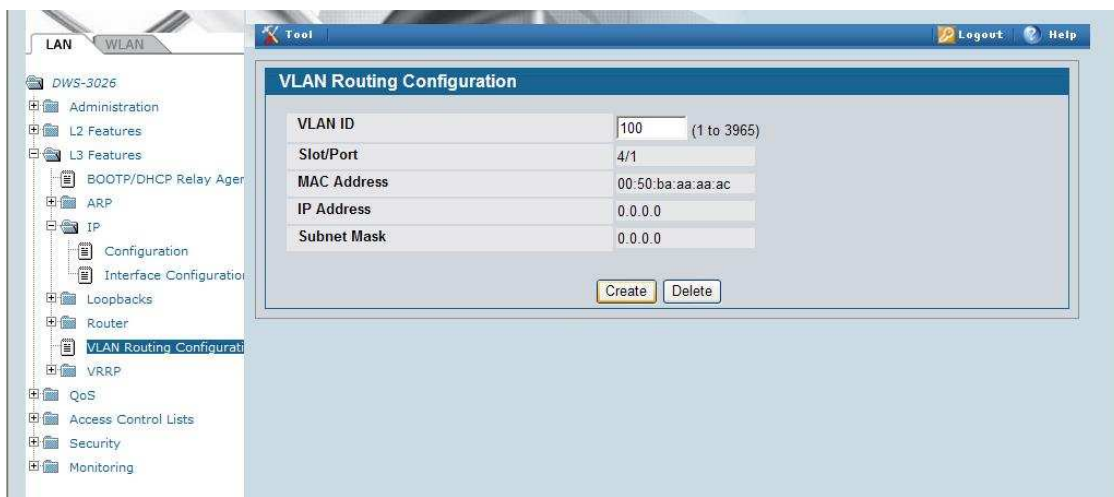 LAN
WLAN
Tool
Logout
Help
DWS-3026
Administration
L2 Features
L3 Features
BOOTP/DHCP Relay Ager
ARP
IP
Configuration
Interface Configuration
Loopbacks
Router
VLAN Routing Configurati
VRRP
QoS
Access Control Lists
Security
Monitoring
VLAN Routing Configuration
VLAN ID 100 (1 to 3965)
Slot/Port 4/1
MAC Address 00:50:ba:aa:aa:ac
IP Address 0.0.0.0
Subnet Mask 0.0.0.0
Create Delete